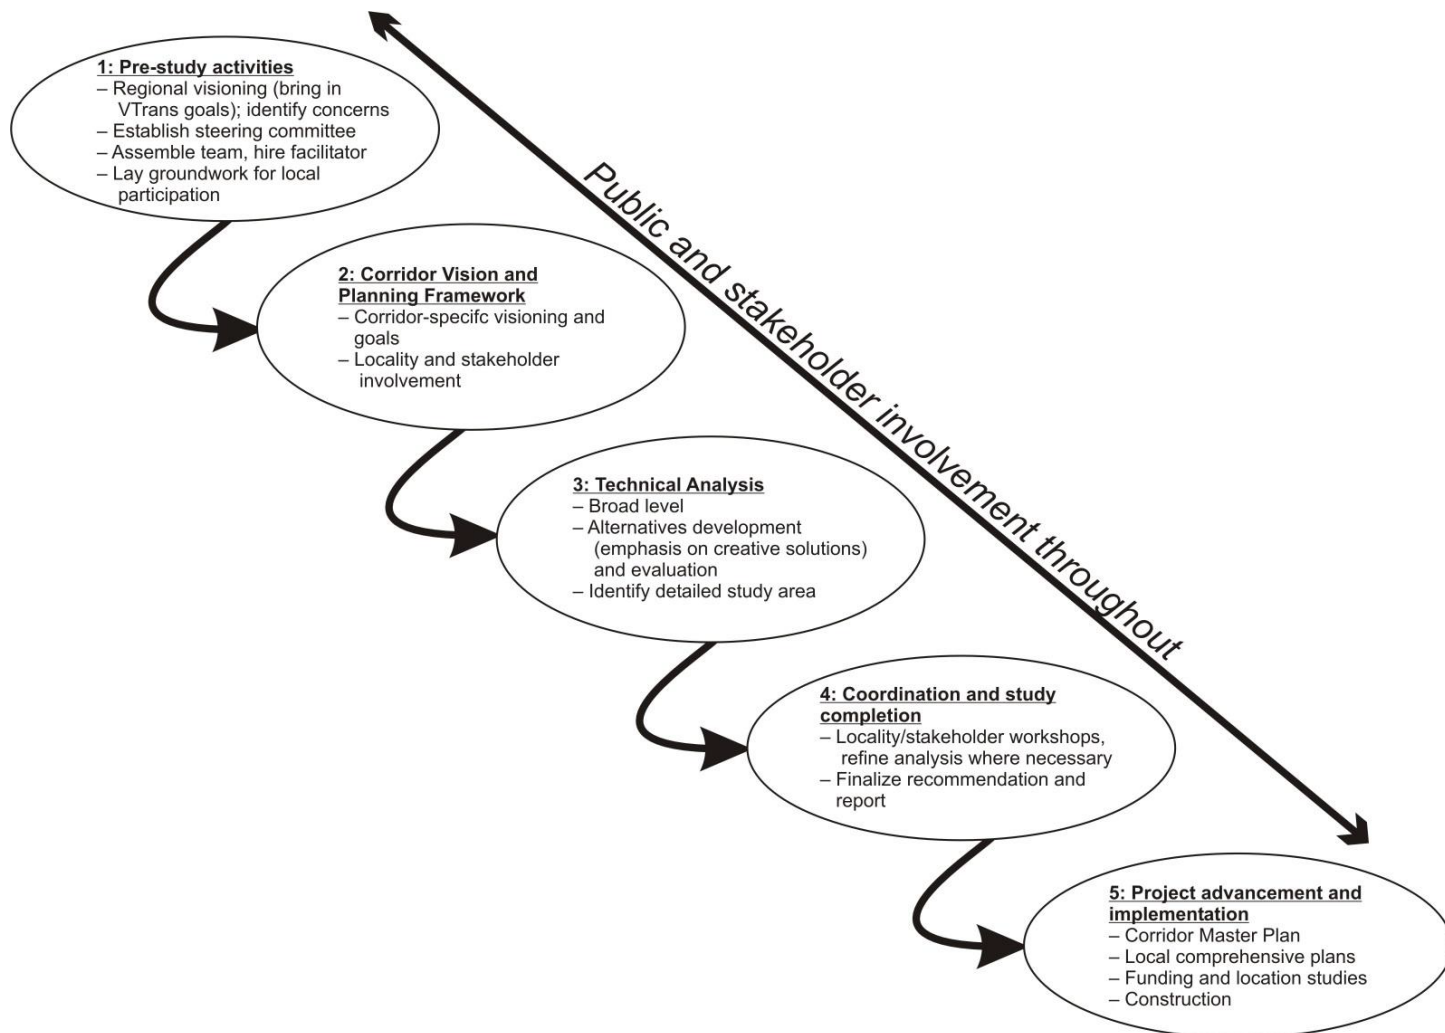 1: Pre-study activities
– Regional visioning (bring in
VTrans goals); identify concerns
– Establish steering committee
– Assemble team, hire facilitator
– Lay groundwork for local
participation
Public and stakeholder involvement throughout
2: Corridor Vision and
Planning Framework
– Corridor-specifc visioning and
goals
– Locality and stakeholder
involvement
3: Technical Analysis
– Broad level
– Alternatives development
(emphasis on creative solutions)
and evaluation
– Identify detailed study area
4: Coordination and study
completion
– Locality/stakeholder workshops,
refine analysis where necessary
– Finalize recommendation and
report
5: Project advancement and
implementation
– Corridor Master Plan
– Local comprehensive plans
– Funding and location studies
– Construction